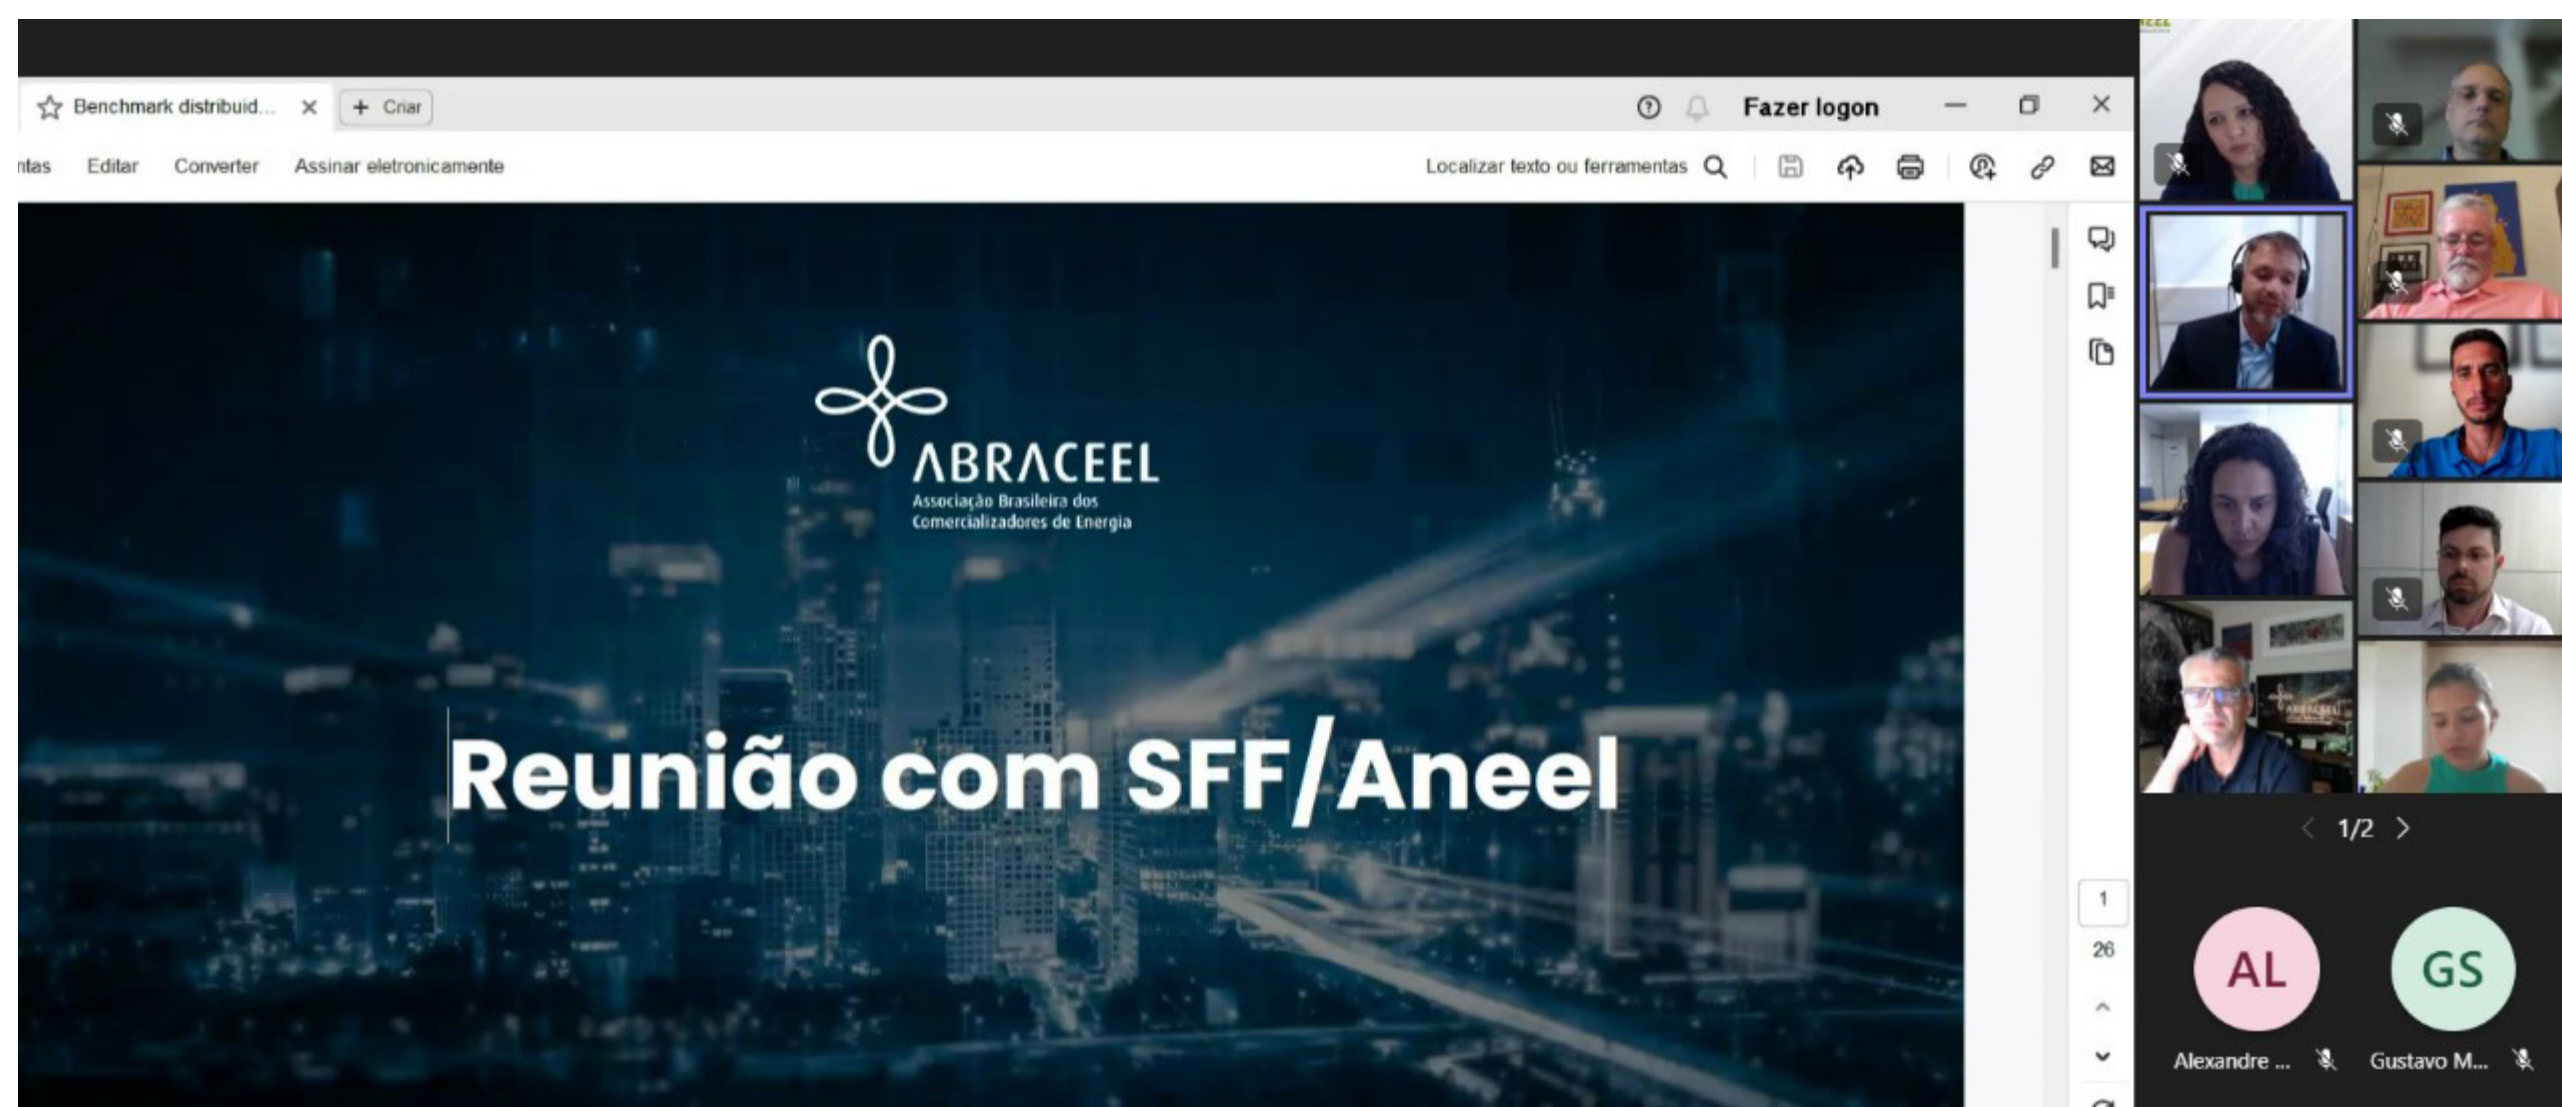 Benchmark distribuid...
+ Criar
Fazer logon
ntas Editar Converter Assinar eletronicamente
Localizar texto ou ferramentas
ABRACEEL
Associação Brasileira dos
Comercializadores de Energia
Reunião com SFF/Aneel
1
26
1/2
AL
GS
Alexandre ...
Gustavo M...